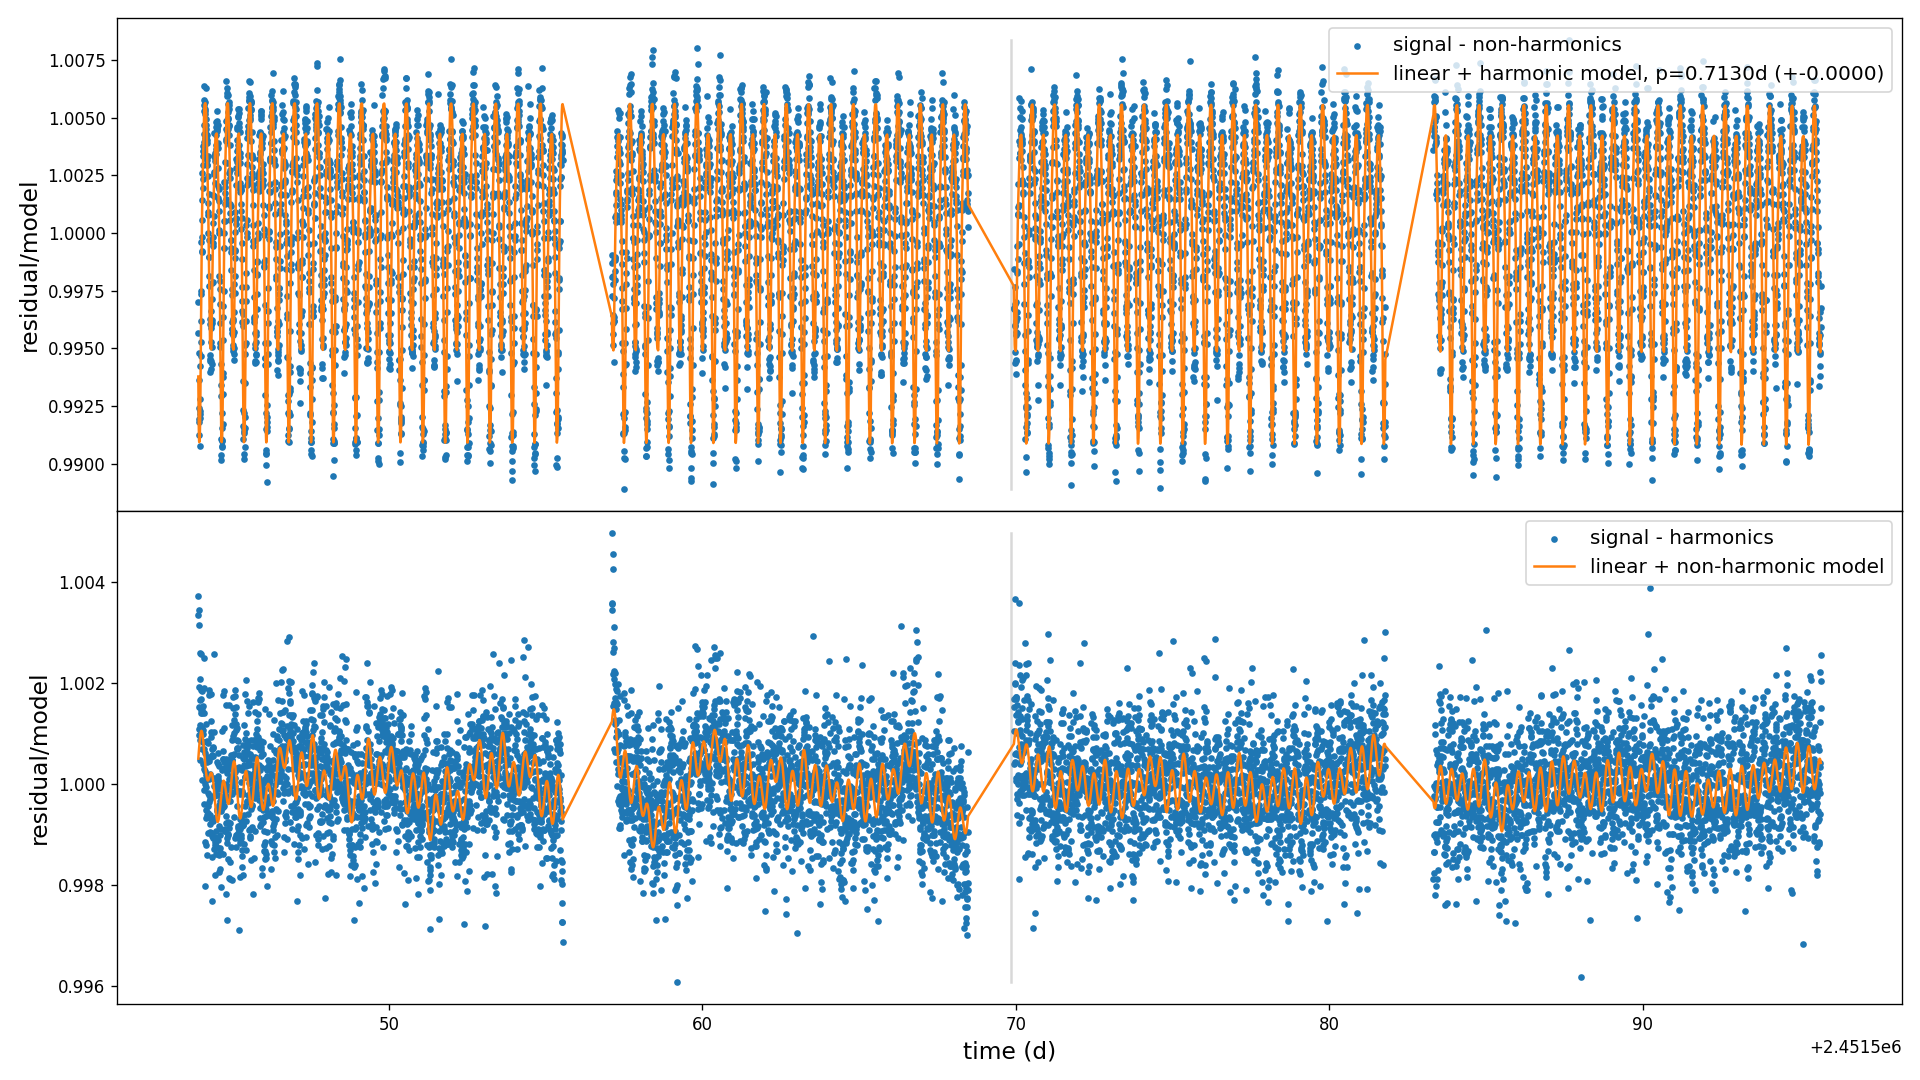 signal - non-harmonics
linear + harmonic model, p=0.7130d (+-0.0000)
1.0075
1.0050
1.0025
1.0000
0.9975
0.9950
0.9925
0.9900
residual/model
signal - harmonics
linear + non-harmonic model
1.004
1.002
1.000
0.998
0.996
residual/model
50
60
70
80
90
time (d)
+2.4515e6